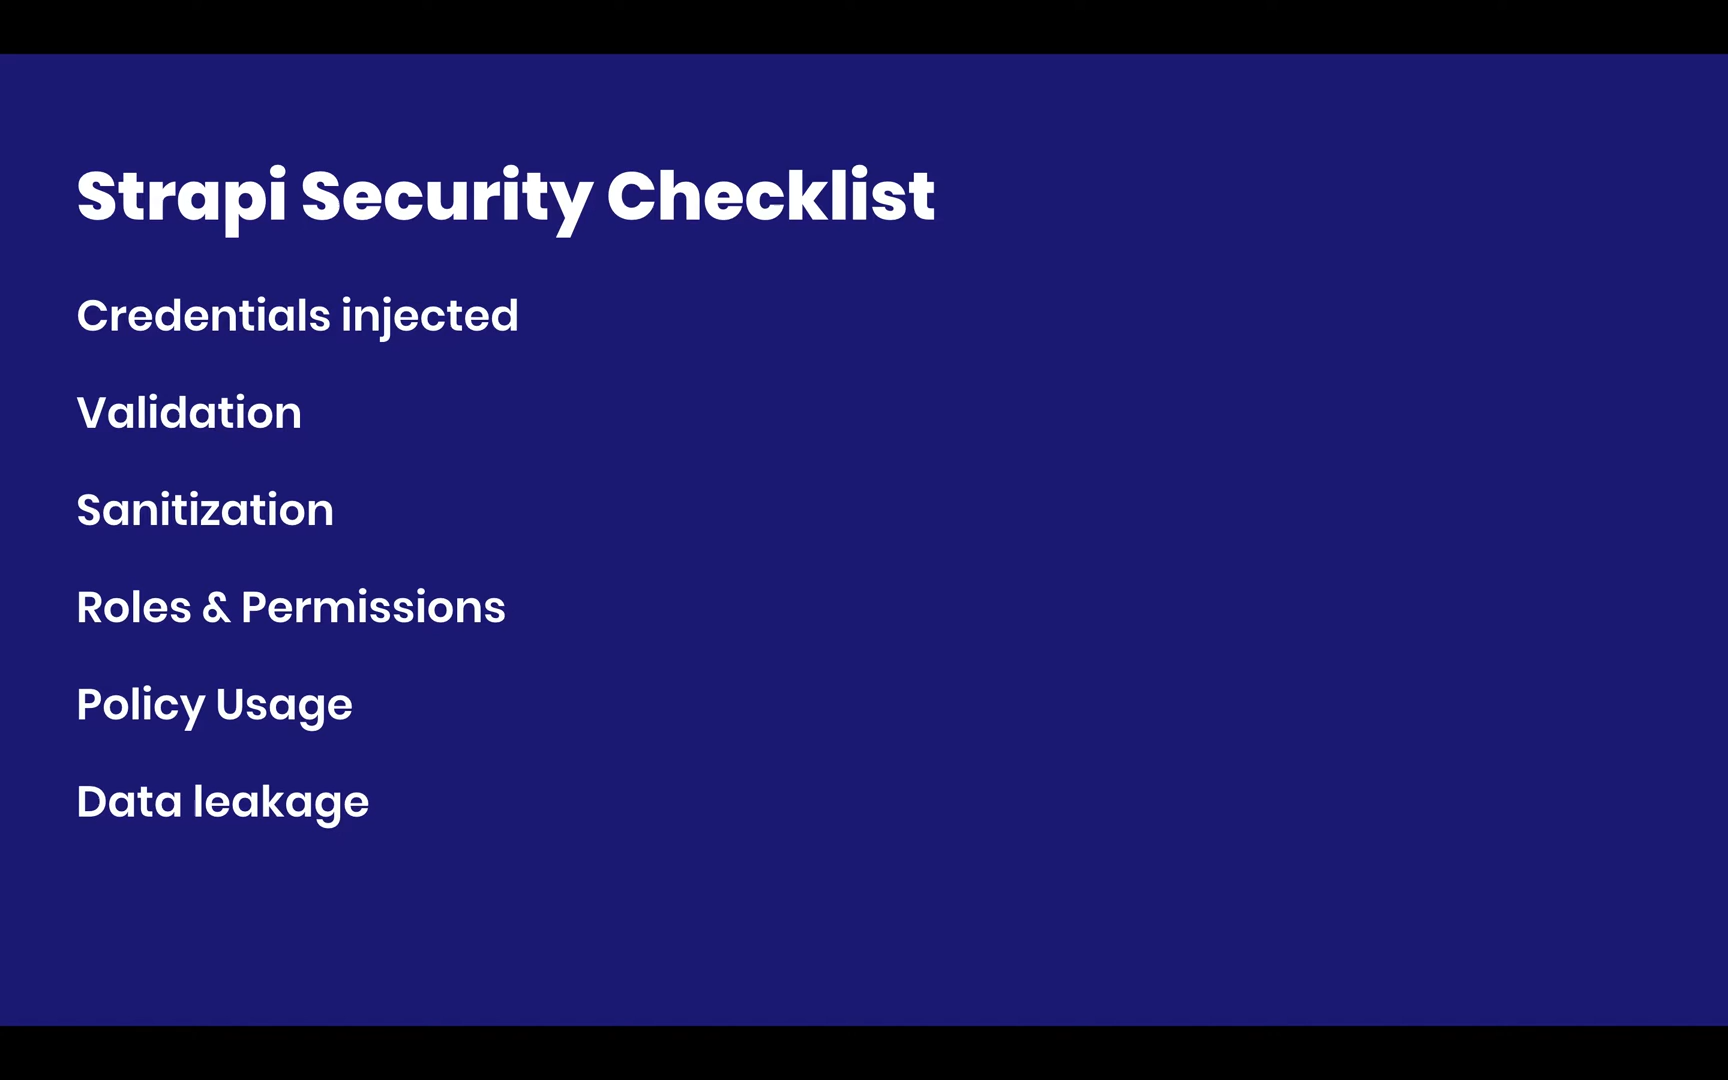 Strapi Security Checklist
Credentials injected
Validation
Sanitization
Roles & Permissions
Policy Usage
Data leakage